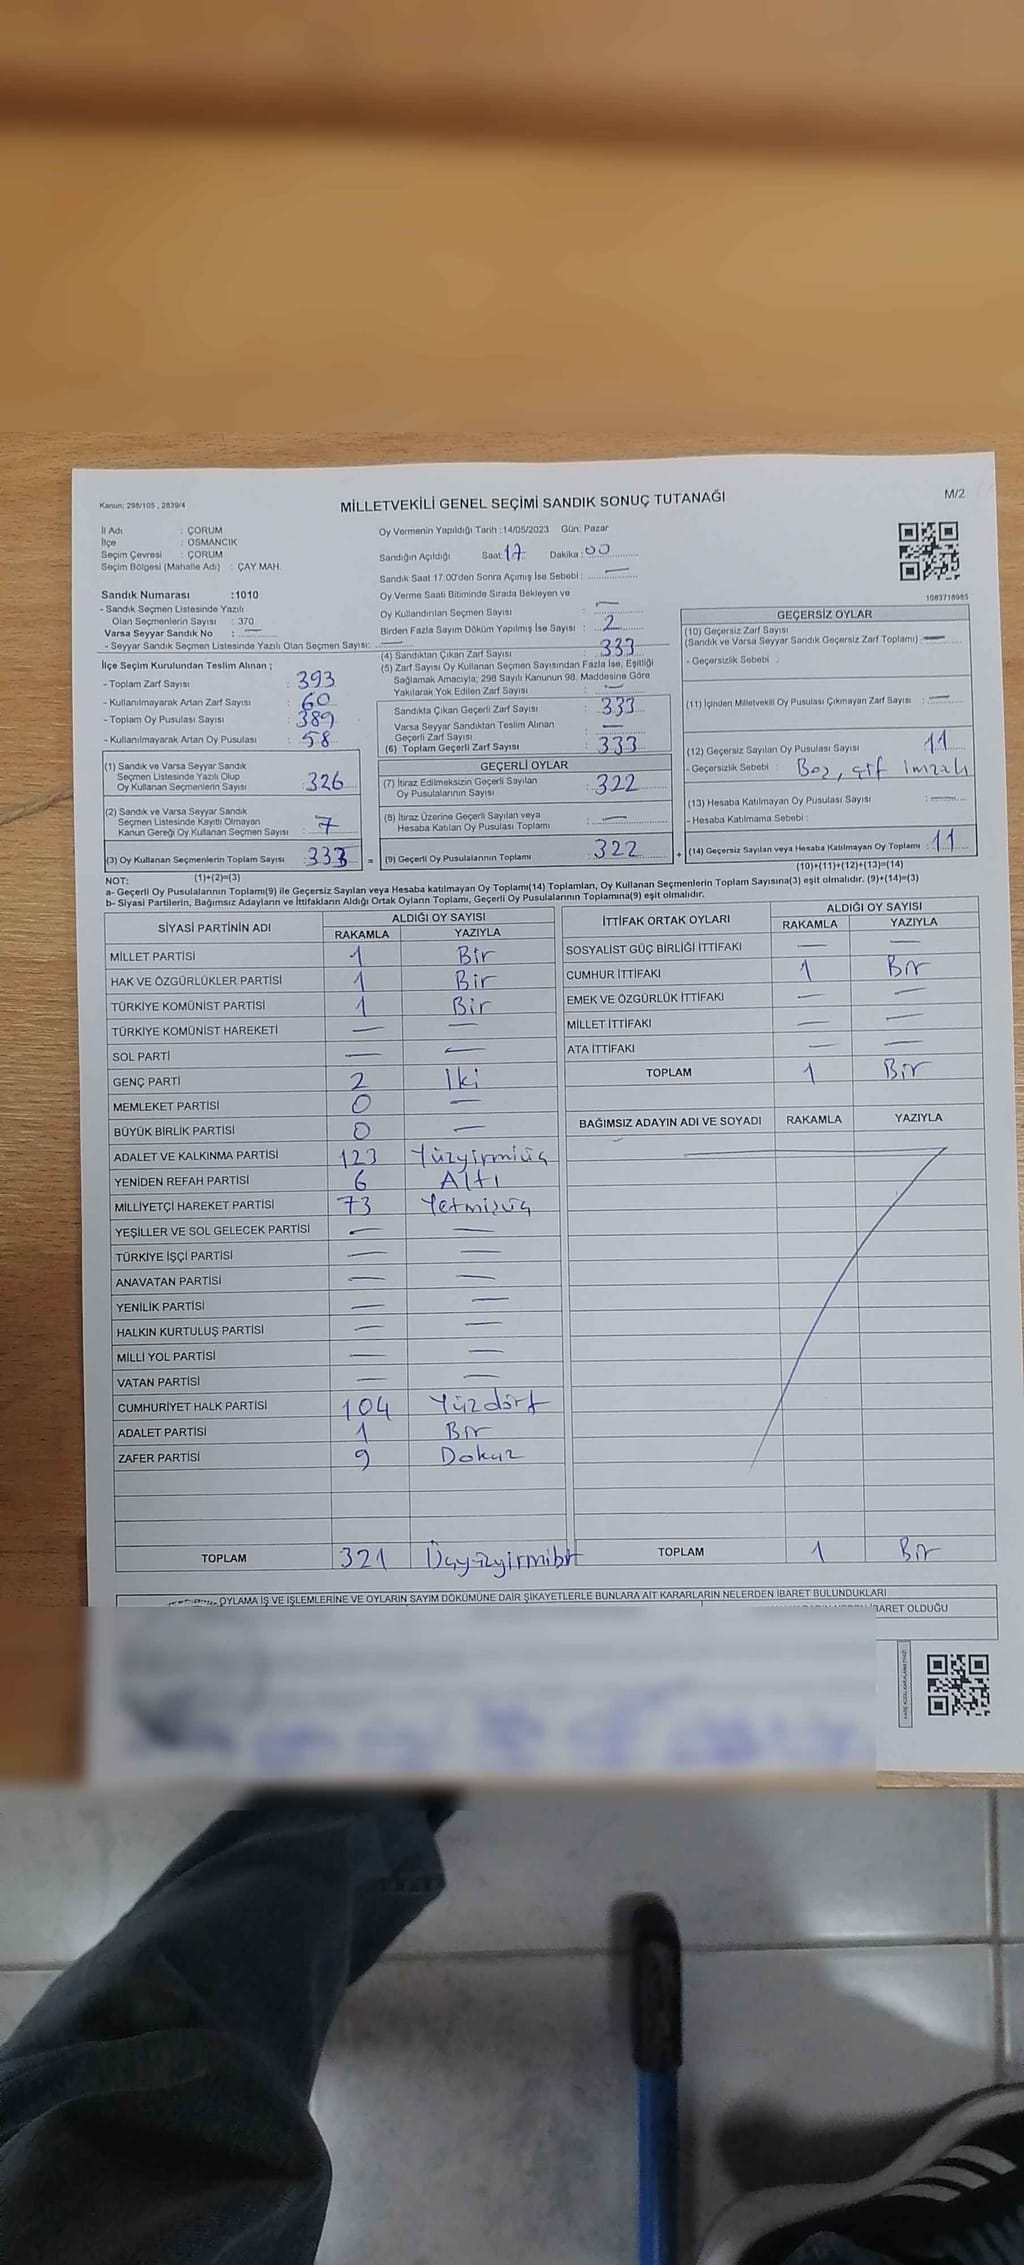 Kanun; 298/105 , 2839/4
MİLLETVEKİLİ GENEL SEÇİMİ SANDIK SONUÇ TUTANAĞI
M/2
İl Adı : ÇORUM
İlçe : OSMANCIK
Seçim Çevresi : ÇORUM
Seçim Bölgesi (Mahalle Adı) : ÇAY MAH.
Sandık Numarası :1010
- Sandık Seçmen Listesinde Yazılı
Olan Seçmenlerin Sayısı : 370
Varsa Seyyar Sandık No : —
- Seyyar Sandık Seçmen Listesinde Yazılı Olan Seçmen Sayısı: —
İlçe Seçim Kurulundan Teslim Alınan ;
- Toplam Zarf Sayısı : 393
- Kullanılmayarak Artan Zarf Sayısı : 60
- Toplam Oy Pusulası Sayısı : 389
- Kullanılmayarak Artan Oy Pusulası : 58
(1) Sandık ve Varsa Seyyar Sandık
Seçmen Listesinde Yazılı Olup
Oy Kullanan Seçmenlerin Sayısı : 326
(2) Sandık ve Varsa Seyyar Sandık
Seçmen Listesinde Kayıtlı Olmayan
Kanun Gereği Oy Kullanan Seçmen Sayısı : 7
(3) Oy Kullanan Seçmenlerin Toplam Sayısı : 333
(1)+(2)=(3)
Oy Vermenin Yapıldığı Tarih : 14/05/2023 Gün: Pazar
Sandığın Açıldığı Saat : 17 Dakika : 00
Sandık Saat 17:00'den Sonra Açımış İse Sebebi : —
Oy Verme Saati Bitiminde Sırada Bekleyen ve
Oy Kullandırılan Seçmen Sayısı : —
Birden Fazla Sayım Döküm Yapılmış İse Sayısı : 2
(4) Sandıktan Çıkan Zarf Sayısı : 333
(5) Zarf Sayısı Oy Kullanan Seçmen Sayısından Fazla İse, Eşitliği
Sağlamak Amacıyla; 298 Sayılı Kanunun 98. Maddesine Göre
Yakılarak Yok Edilen Zarf Sayısı : —
Sandıkta Çıkan Geçerli Zarf Sayısı : 333
Varsa Seyyar Sandıktan Teslim Alınan
Geçerli Zarf Sayısı :
(6) Toplam Geçerli Zarf Sayısı : 333
GEÇERLİ OYLAR
(7) İtiraz Edilmeksizin Geçerli Sayılan
Oy Pusulalarının Sayısı : 322
(8) İtiraz Üzerine Geçerli Sayılan veya
Hesaba Katılan Oy Pusulası Toplamı : —
= (9) Geçerli Oy Pusulalarının Toplamı : 322 +
1083716985
GEÇERSİZ OYLAR
(10) Geçersiz Zarf Sayısı
(Sandık ve Varsa Seyyar Sandık Geçersiz Zarf Toplamı) : —
- Geçersizlik Sebebi :
(11) İçinden Milletvekili Oy Pusulası Çıkmayan Zarf Sayısı : —
(12) Geçersiz Sayılan Oy Pusulası Sayısı : 11
- Geçersizlik Sebebi : Boş, çif imzalı
(13) Hesaba Katılmayan Oy Pusulası Sayısı : —
- Hesaba Katılmama Sebebi :
(14) Geçersiz Sayılan veya Hesaba Katılmayan Oy Toplamı : 11
(10)+(11)+(12)+(13)=(14)
NOT:
a- Geçerli Oy Pusulalarının Toplamı(9) ile Geçersiz Sayılan veya Hesaba katılmayan Oy Toplamı(14) Toplamları, Oy Kullanan Seçmenlerin Toplam Sayısına(3) eşit olmalıdır. (9)+(14)=(3)
b- Siyasi Partilerin, Bağımsız Adayların ve İttifakların Aldığı Ortak Oyların Toplamı, Geçerli Oy Pusulalarının Toplamına(9) eşit olmalıdır.
SİYASİ PARTİNİN ADI ALDIĞI OY SAYISI
RAKAMLA YAZIYLA
MİLLET PARTİSİ 1 Bir
HAK VE ÖZGÜRLÜKLER PARTİSİ 1 Bir
TÜRKİYE KOMÜNİST PARTİSİ 1 Bir
TÜRKİYE KOMÜNİST HAREKETİ — —
SOL PARTİ — —
GENÇ PARTİ 2 İki
MEMLEKET PARTİSİ 0 —
BÜYÜK BİRLİK PARTİSİ 0 —
ADALET VE KALKINMA PARTİSİ 123 Yüzyirmiüç
YENİDEN REFAH PARTİSİ 6 Altı
MİLLİYETÇİ HAREKET PARTİSİ 73 Yetmişüç
YEŞİLLER VE SOL GELECEK PARTİSİ — —
TÜRKİYE İŞÇİ PARTİSİ — —
ANAVATAN PARTİSİ — —
YENİLİK PARTİSİ — —
HALKIN KURTULUŞ PARTİSİ — —
MİLLİ YOL PARTİSİ — —
VATAN PARTİSİ — —
CUMHURİYET HALK PARTİSİ 104 Yüzdört
ADALET PARTİSİ 1 Bir
ZAFER PARTİSİ 9 Dokuz
TOPLAM 321 Üçyüzyirmibir
İTTİFAK ORTAK OYLARI ALDIĞI OY SAYISI
RAKAMLA YAZIYLA
SOSYALİST GÜÇ BİRLİĞİ İTTİFAKI — —
CUMHUR İTTİFAKI 1 Bir
EMEK VE ÖZGÜRLÜK İTTİFAKI — —
MİLLET İTTİFAKI — —
ATA İTTİFAKI — —
TOPLAM 1 Bir
BAĞIMSIZ ADAYIN ADI VE SOYADI RAKAMLA YAZIYLA
TOPLAM 1 Bir
OYLAMA İŞ VE İŞLEMLERİNE VE OYLARIN SAYIM DÖKÜMÜNE DAİR ŞİKAYETLERLE BUNLARA AİT KARARLARIN NELERDEN İBARET BULUNDUKLARI
İBARET OLDUĞU